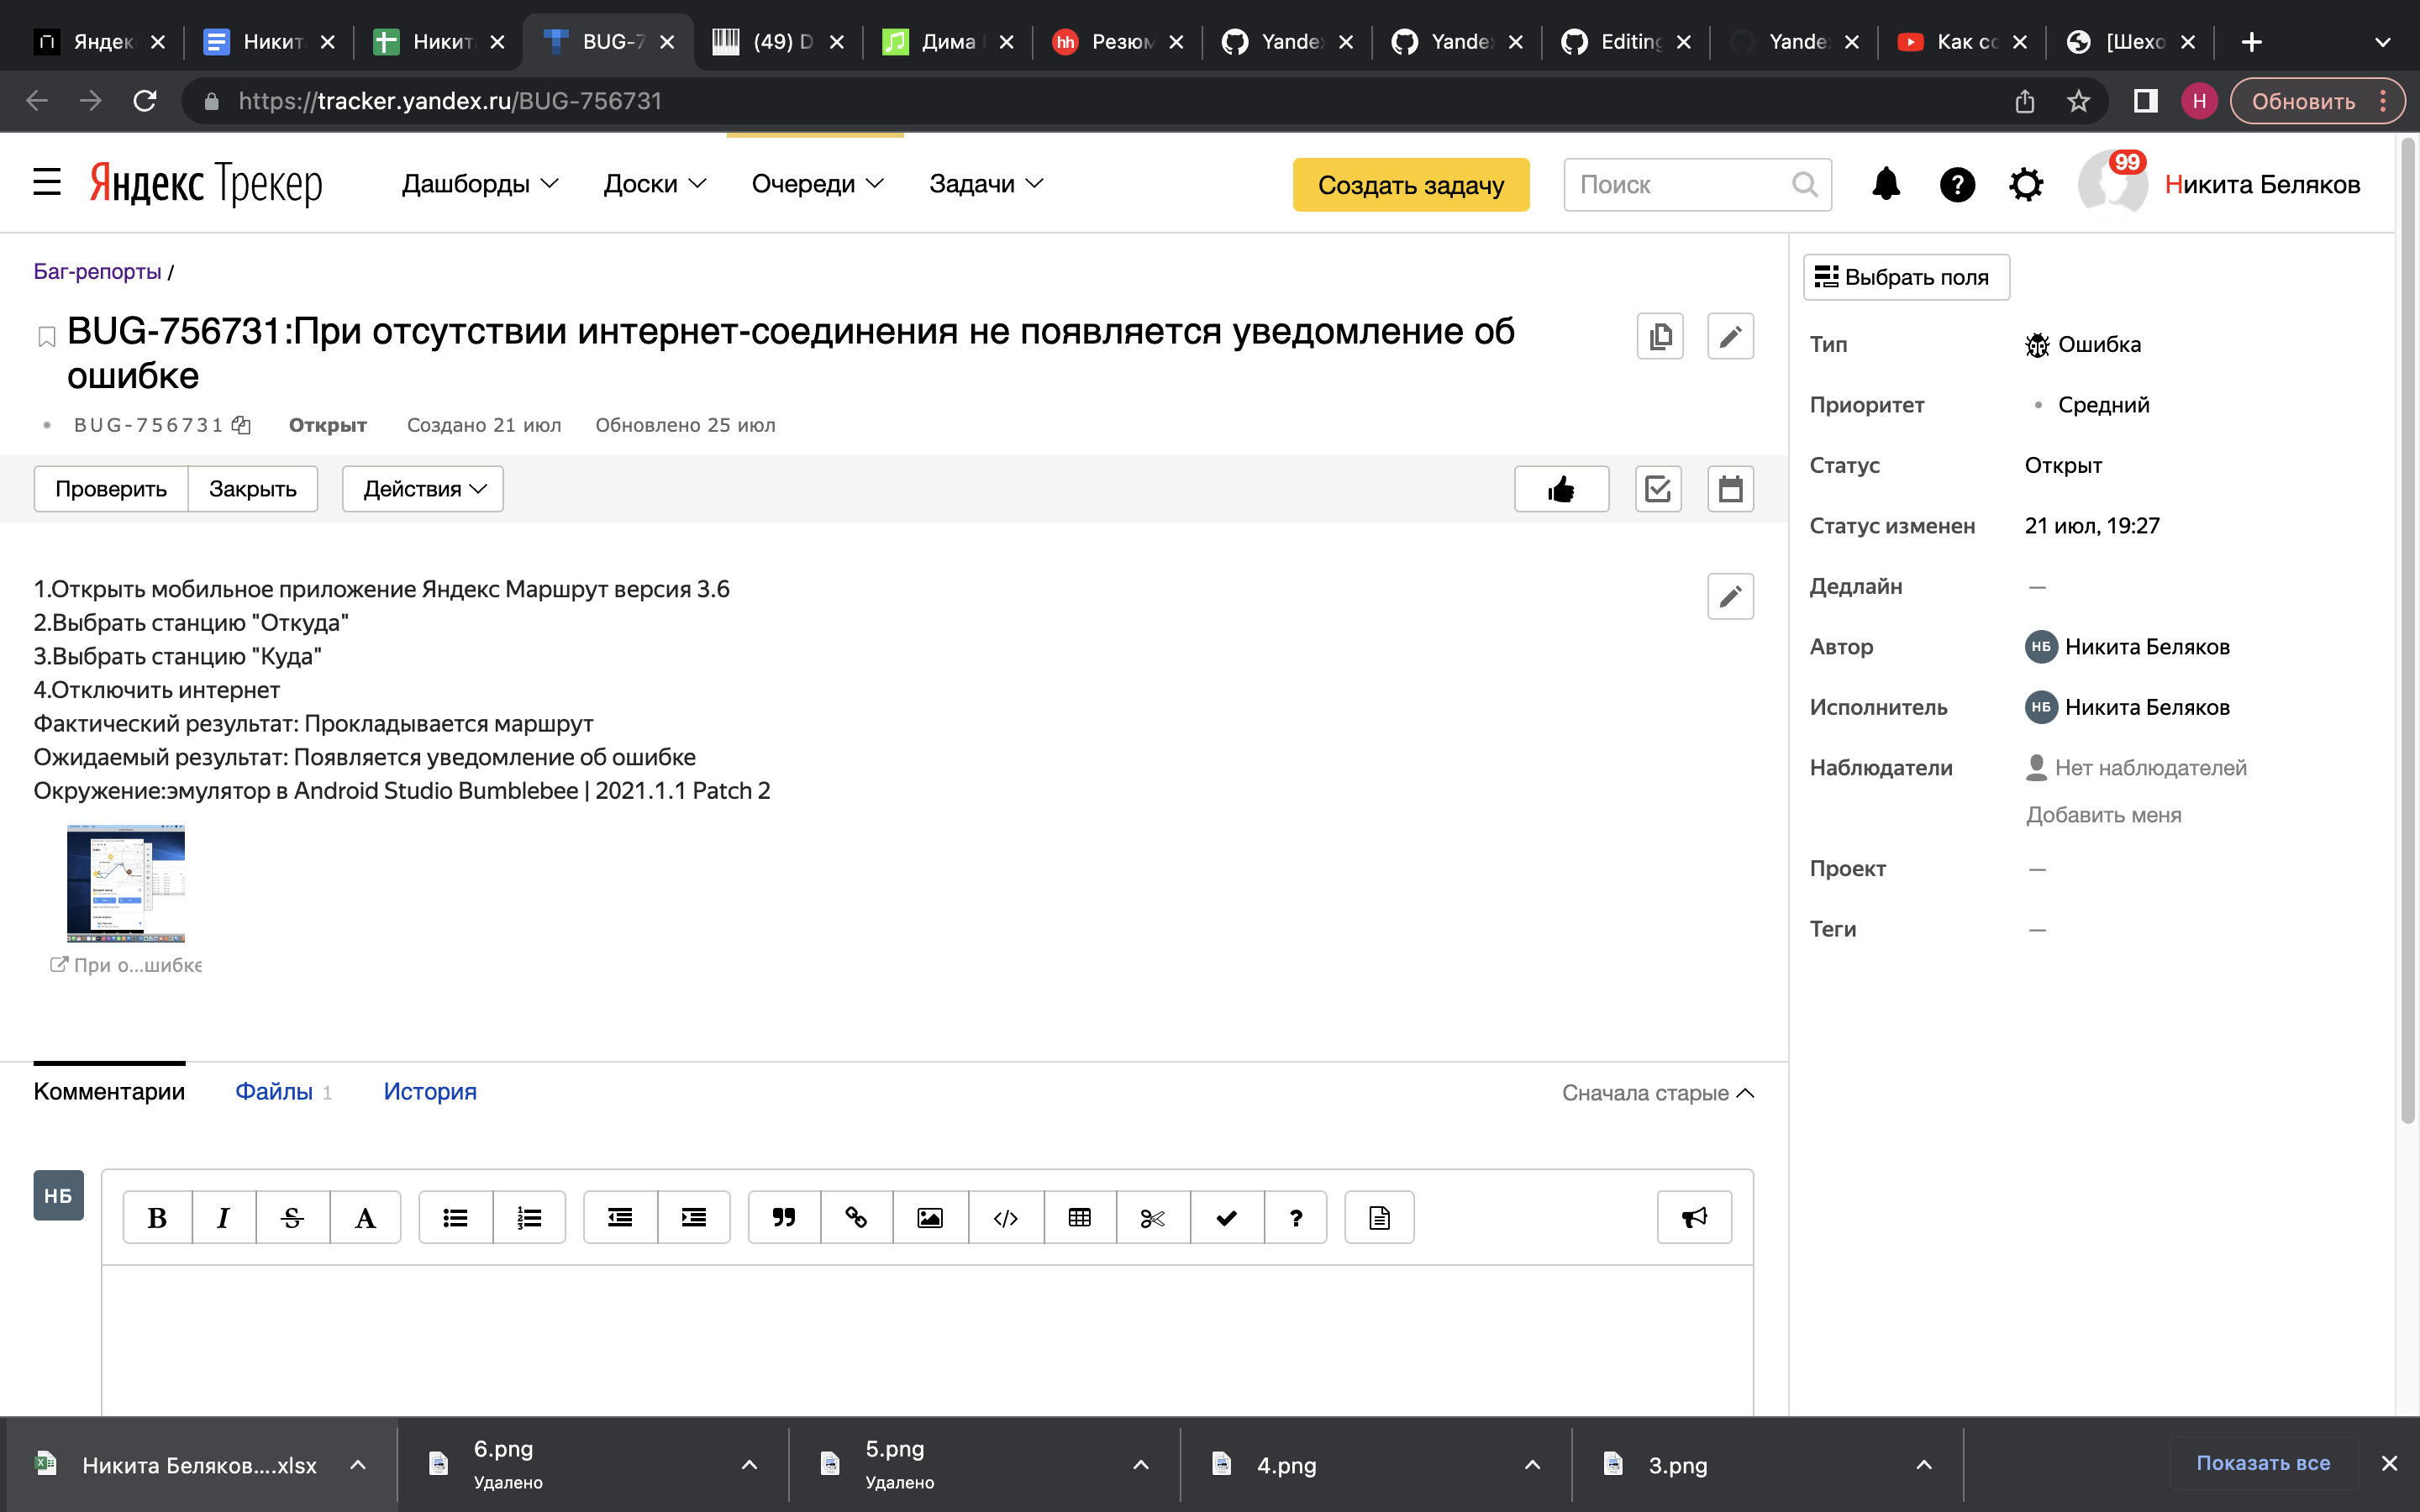 Яндек
Никит
Никит
BUG-7
(49) D
Дима
Резюм
Yande
Yande
Editing
Yande
Как сс
[Шехо
https://tracker.yandex.ru/BUG-756731
Н
Обновить
Яндекс Трекер
Дашборды
Доски
Очереди
Задачи
Создать задачу
Поиск
99
Никита Беляков
Баг-репорты /
BUG-756731:При отсутствии интернет-соединения не появляется уведомление об
ошибке
BUG-756731
Открыт
Создано 21 июл
Обновлено 25 июл
Проверить
Закрыть
Действия
1.Открыть мобильное приложение Яндекс Маршрут версия 3.6
2.Выбрать станцию "Откуда"
3.Выбрать станцию "Куда"
4.Отключить интернет
Фактический результат: Прокладывается маршрут
Ожидаемый результат: Появляется уведомление об ошибке
Окружение:эмулятор в Android Studio Bumblebee | 2021.1.1 Patch 2
При о...шибке
Выбрать поля
Тип
Ошибка
Приоритет
Средний
Статус
Открыт
Статус изменен
21 июл, 19:27
Дедлайн
—
Автор
НБ Никита Беляков
Исполнитель
НБ Никита Беляков
Наблюдатели
Нет наблюдателей
Добавить меня
Проект
—
Теги
—
Комментарии
Файлы 1
История
Сначала старые
НБ
B
I
S
A
?
Никита Беляков....xlsx
6.png
Удалено
5.png
Удалено
4.png
3.png
Показать все